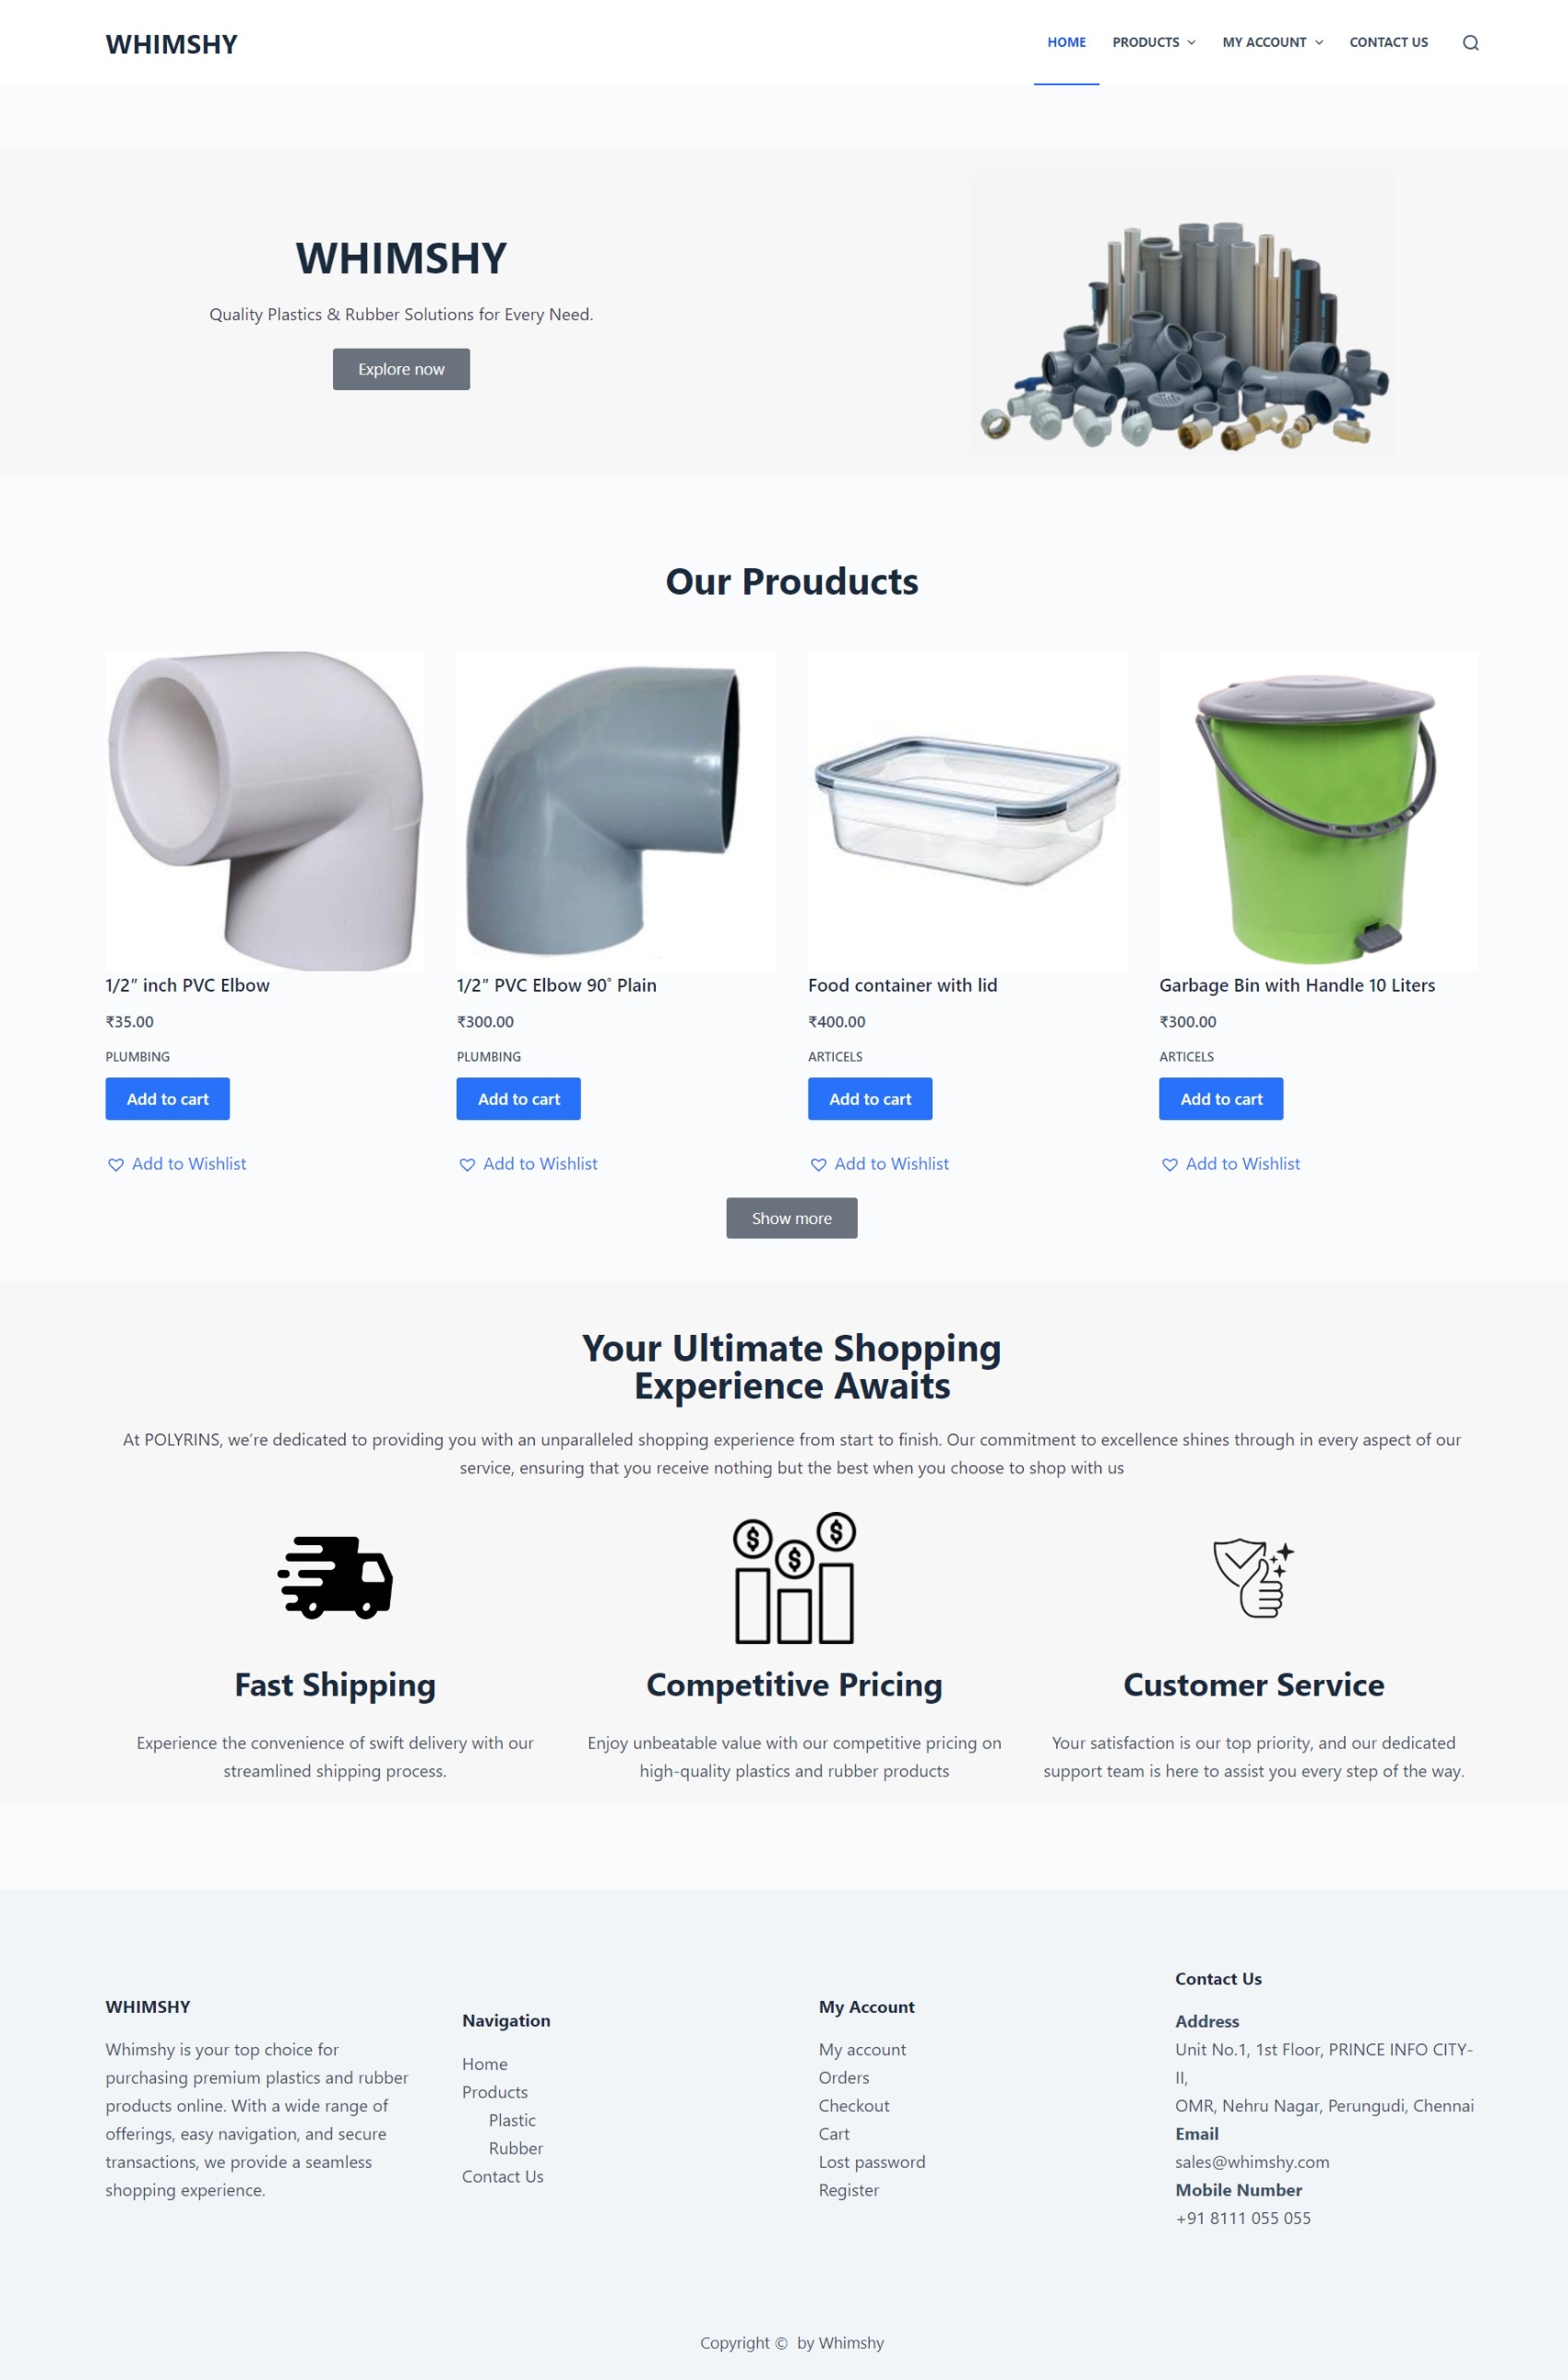 WHIMSHY
HOME PRODUCTS MY ACCOUNT CONTACT US
WHIMSHY
Quality Plastics & Rubber Solutions for Every Need.
Explore now
Our Prouducts
1/2″ inch PVC Elbow
₹35.00
PLUMBING
Add to cart
Add to Wishlist
1/2″ PVC Elbow 90° Plain
₹300.00
PLUMBING
Add to cart
Add to Wishlist
Food container with lid
₹400.00
ARTICELS
Add to cart
Add to Wishlist
Garbage Bin with Handle 10 Liters
₹300.00
ARTICELS
Add to cart
Add to Wishlist
Show more
Your Ultimate Shopping
Experience Awaits
At POLYRINS, we’re dedicated to providing you with an unparalleled shopping experience from start to finish. Our commitment to excellence shines through in every aspect of our
service, ensuring that you receive nothing but the best when you choose to shop with us
Fast Shipping
Experience the convenience of swift delivery with our
streamlined shipping process.
Competitive Pricing
Enjoy unbeatable value with our competitive pricing on
high-quality plastics and rubber products
Customer Service
Your satisfaction is our top priority, and our dedicated
support team is here to assist you every step of the way.
WHIMSHY
Whimshy is your top choice for
purchasing premium plastics and rubber
products online. With a wide range of
offerings, easy navigation, and secure
transactions, we provide a seamless
shopping experience.
Navigation
Home
Products
Plastic
Rubber
Contact Us
My Account
My account
Orders
Checkout
Cart
Lost password
Register
Contact Us
Address
Unit No.1, 1st Floor, PRINCE INFO CITY-
II,
OMR, Nehru Nagar, Perungudi, Chennai
Email
sales@whimshy.com
Mobile Number
+91 8111 055 055
Copyright © by Whimshy